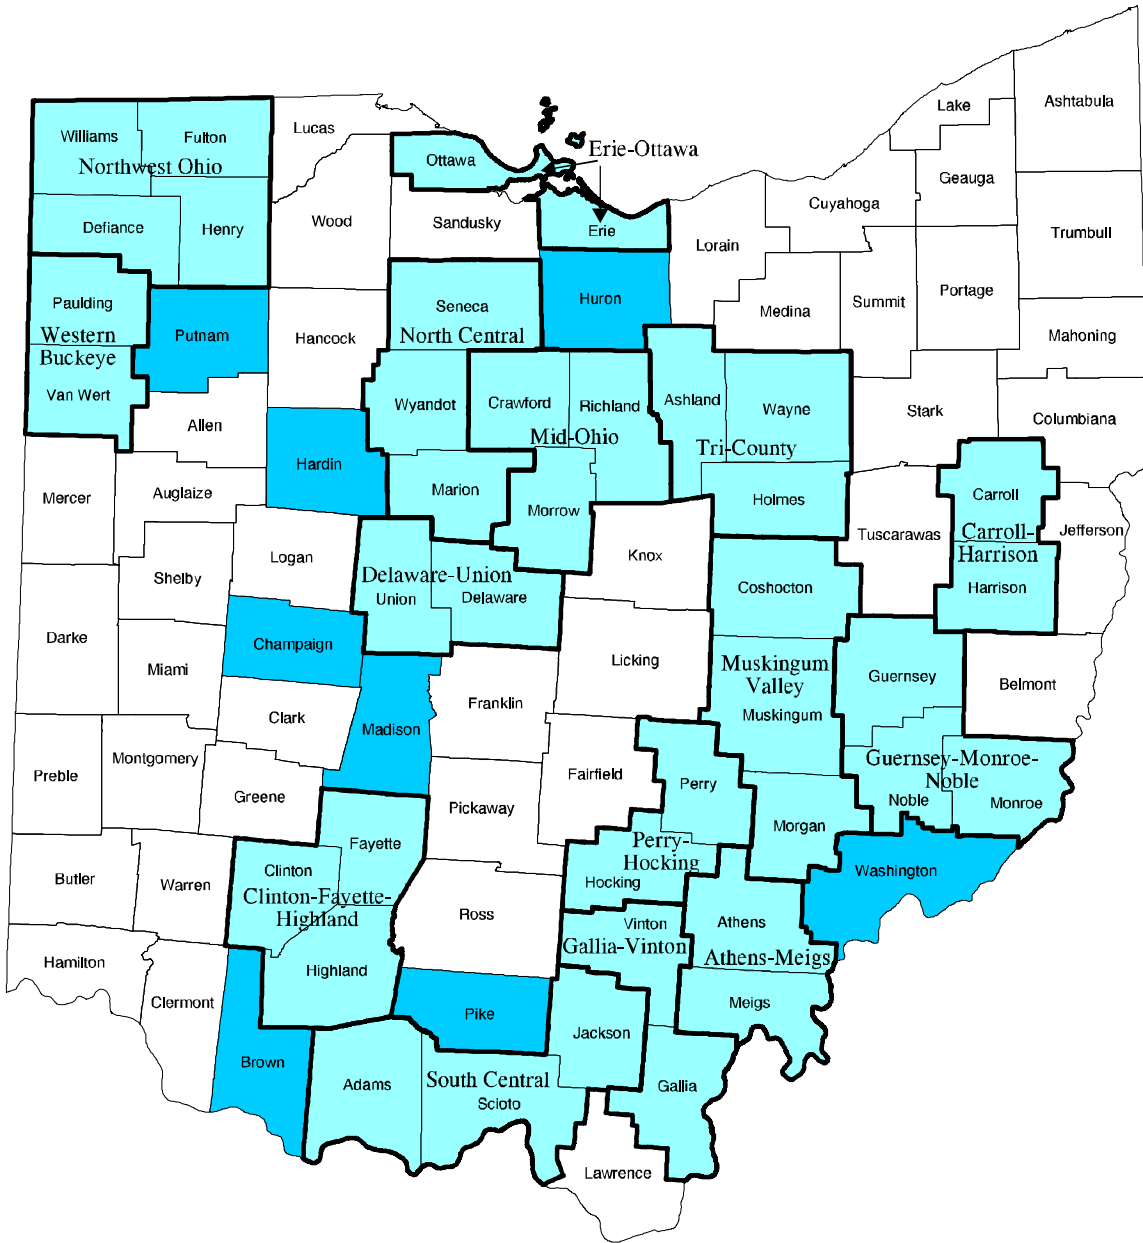 Lake
Ashtabula
Lucas
Williams
Fulton
Northwest Ohio
Ottawa
Erie-Ottawa
Geauga
Cuyahoga
Wood
Sandusky
Defiance
Henry
Erie
Lorain
Trumbull
Paulding
Huron
Seneca
Medina
Summit
Portage
Western
Buckeye
Putnam
Hancock
North Central
Mahoning
Van Wert
Wyandot
Crawford
Richland
Ashland
Wayne
Stark
Columbiana
Allen
Mid-Ohio
Tri-County
Hardin
Mercer
Auglaize
Marion
Morrow
Holmes
Carroll
Tuscarawas
Carroll-
Harrison
Jefferson
Logan
Knox
Shelby
Delaware-Union
Union
Delaware
Coshocton
Harrison
Darke
Champaign
Miami
Licking
Muskingum
Valley
Muskingum
Guernsey
Belmont
Clark
Franklin
Madison
Preble
Montgomery
Greene
Fairfield
Perry
Guernsey-Monroe-
Noble
Noble
Monroe
Pickaway
Morgan
Fayette
Perry-
Hocking
Hocking
Butler
Warren
Clinton
Clinton-Fayette-
Highland
Washington
Ross
Vinton
Athens
Gallia-Vinton
Athens-Meigs
Hamilton
Highland
Clermont
Meigs
Pike
Jackson
Brown
Adams
South Central
Scioto
Gallia
Lawrence